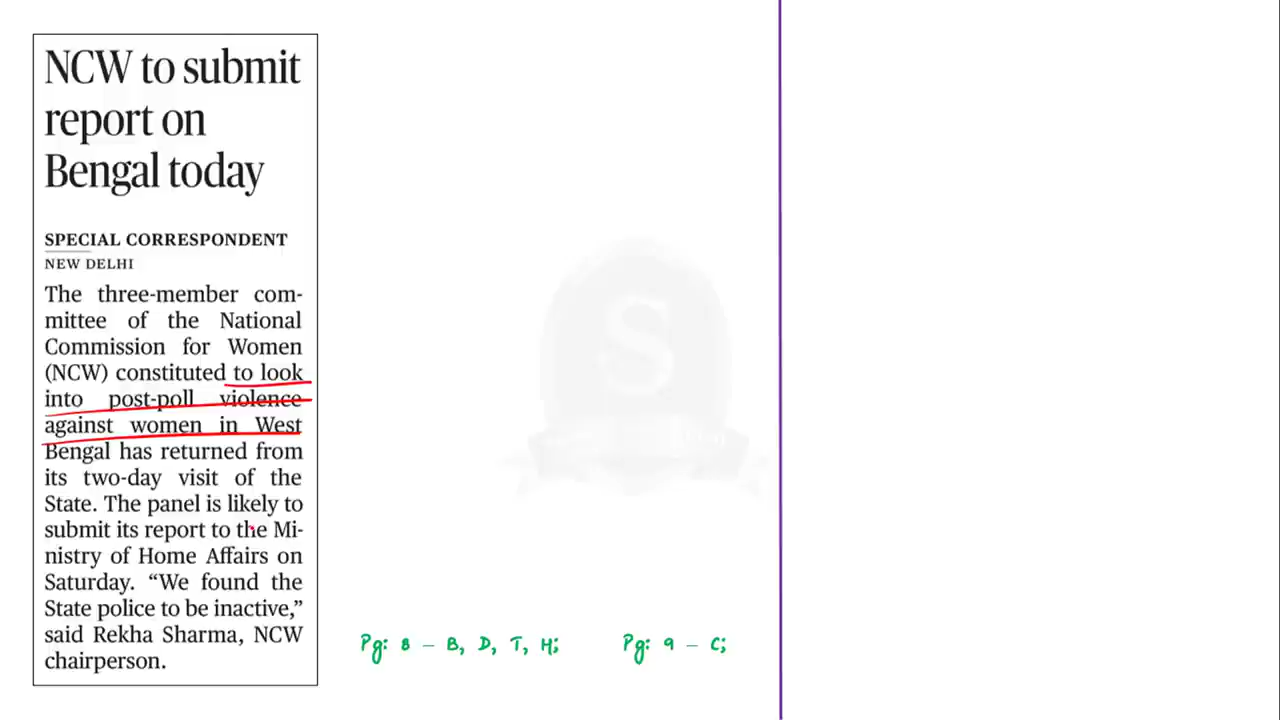 NCW to submit
report on
Bengal today
SPECIAL CORRESPONDENT
NEW DELHI
The three-member com-
mittee of the National
Commission for Women
(NCW) constituted to look
into post-poll violence
against women in West
Bengal has returned from
its two-day visit of the
State. The panel is likely to
submit its report to the Mi-
nistry of Home Affairs on
Saturday. “We found the
State police to be inactive,”
said Rekha Sharma, NCW
chairperson.
Pg: 8 – B, D, T, H; Pg: 9 – C;
S